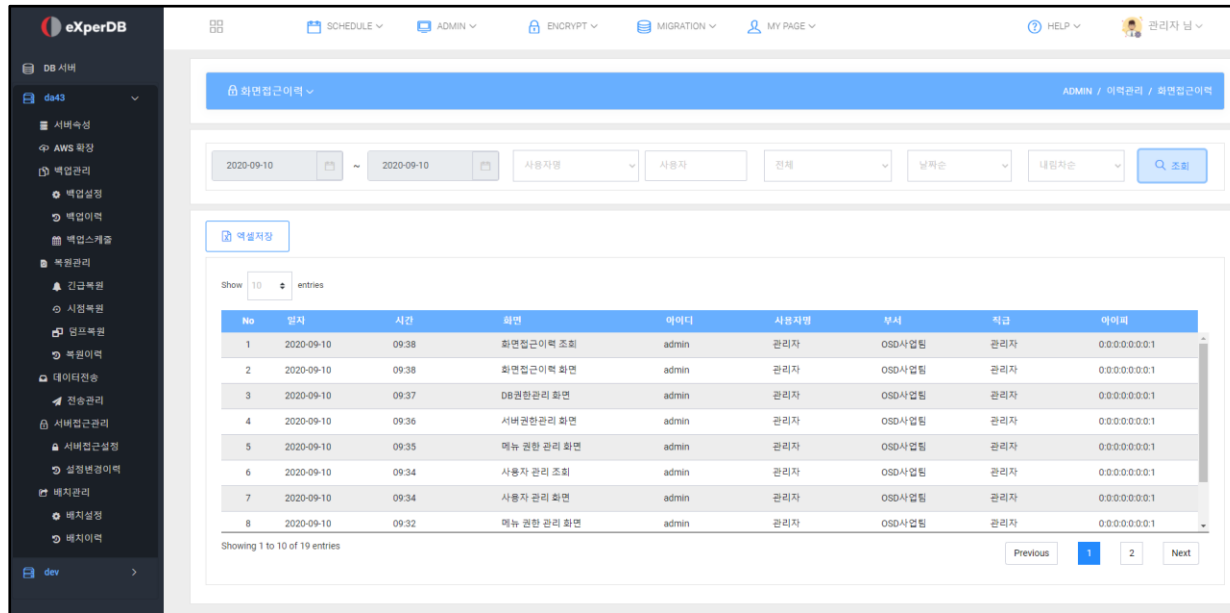 eXperDB
SCHEDULE ADMIN ENCRYPT MIGRATION MY PAGE HELP 관리자 님
DB 서버
da43
서버속성
AWS 확장
백업관리
백업설정
백업이력
백업스케줄
복원관리
긴급복원
시점복원
덤프복원
복원이력
데이터전송
전송관리
서버접근관리
서버접근설정
설정변경이력
배치관리
배치설정
배치이력
dev
화면접근이력 ADMIN / 이력관리 / 화면접근이력
2020-09-10 ~ 2020-09-10 사용자명 사용자 전체 날짜순 내림차순 조회
엑셀저장
Show 10 entries
No 일자 시간 화면 아이디 사용자명 부서 직급 아이피
1 2020-09-10 09:38 화면접근이력 조회 admin 관리자 OSD사업팀 관리자 0:0:0:0:0:0:0:1
2 2020-09-10 09:38 화면접근이력 화면 admin 관리자 OSD사업팀 관리자 0:0:0:0:0:0:0:1
3 2020-09-10 09:37 DB권한관리 화면 admin 관리자 OSD사업팀 관리자 0:0:0:0:0:0:0:1
4 2020-09-10 09:36 서버권한관리 화면 admin 관리자 OSD사업팀 관리자 0:0:0:0:0:0:0:1
5 2020-09-10 09:35 메뉴 권한 관리 화면 admin 관리자 OSD사업팀 관리자 0:0:0:0:0:0:0:1
6 2020-09-10 09:34 사용자 관리 조회 admin 관리자 OSD사업팀 관리자 0:0:0:0:0:0:0:1
7 2020-09-10 09:34 사용자 관리 화면 admin 관리자 OSD사업팀 관리자 0:0:0:0:0:0:0:1
8 2020-09-10 09:32 메뉴 권한 관리 화면 admin 관리자 OSD사업팀 관리자 0:0:0:0:0:0:0:1
Showing 1 to 10 of 19 entries
Previous 1 2 Next